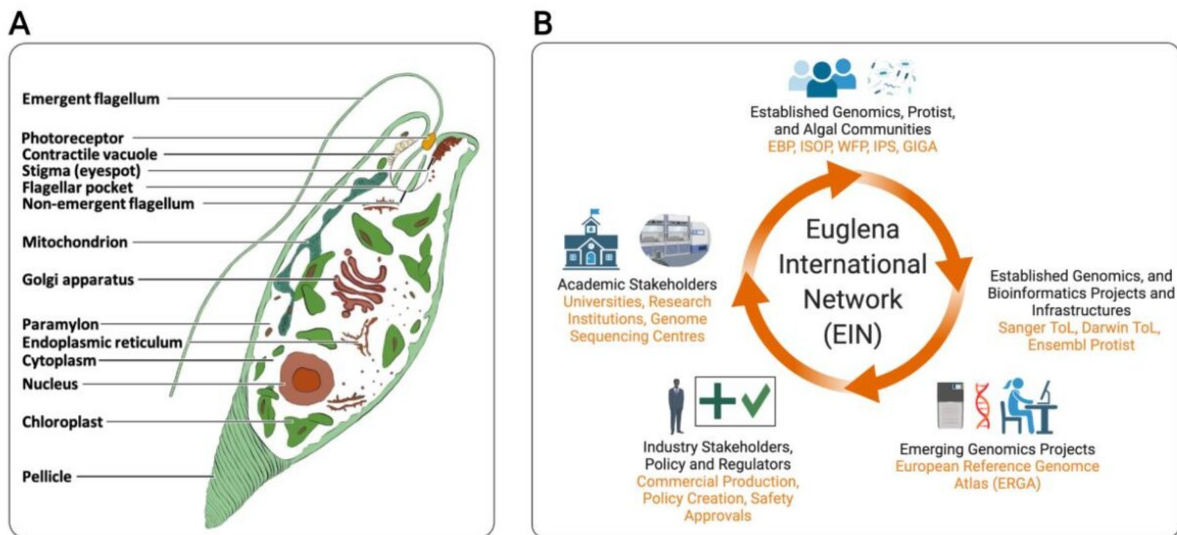 A
Emergent flagellum
Photoreceptor
Contractile vacuole
Stigma (eyespot)
Flagellar pocket
Non-emergent flagellum
Mitochondrion
Golgi apparatus
Paramylon
Endoplasmic reticulum
Cytoplasm
Nucleus
Chloroplast
Pellicle
B
Established Genomics, Protist,
and Algal Communities
EBP, ISOP, WFP, IPS, GIGA
Euglena
International
Network
(EIN)
Established Genomics, and
Bioinformatics Projects and
Infrastructures
Sanger ToL, Darwin ToL,
Ensembl Protist
Emerging Genomics Projects
European Reference Genomce
Atlas (ERGA)
Industry Stakeholders,
Policy and Regulators
Commercial Production,
Policy Creation, Safety
Approvals
Academic Stakeholders
Universities, Research
Institutions, Genome
Sequencing Centres